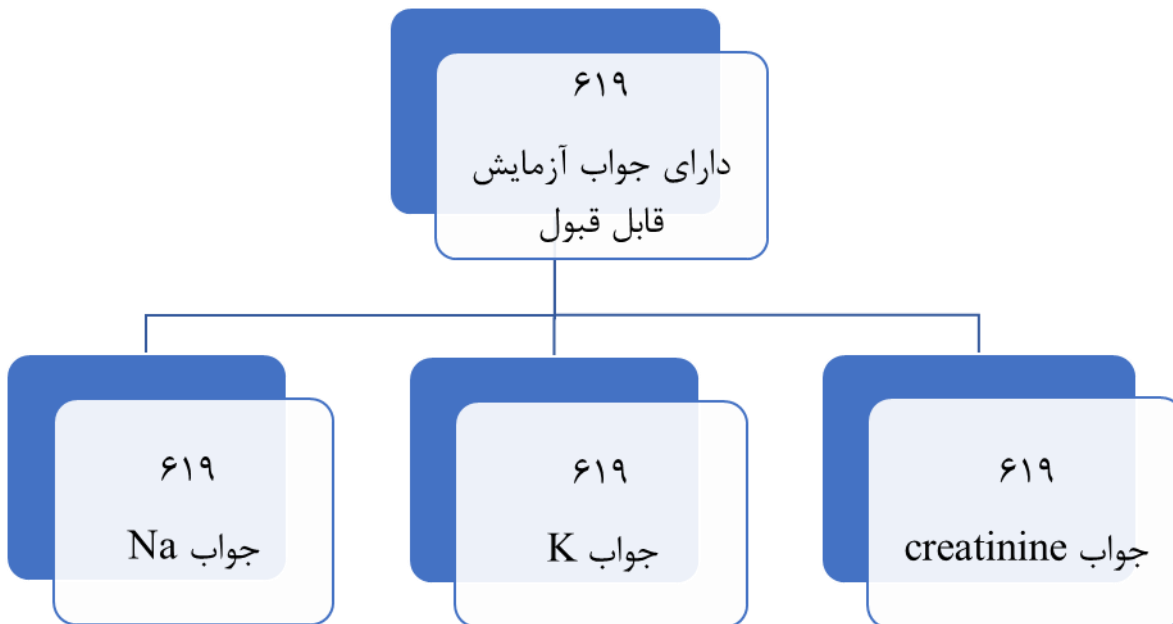 ۶۱۹
دارای جواب آزمایش
قابل قبول
۶۱۹
جواب creatinine
۶۱۹
جواب K
۶۱۹
جواب Na